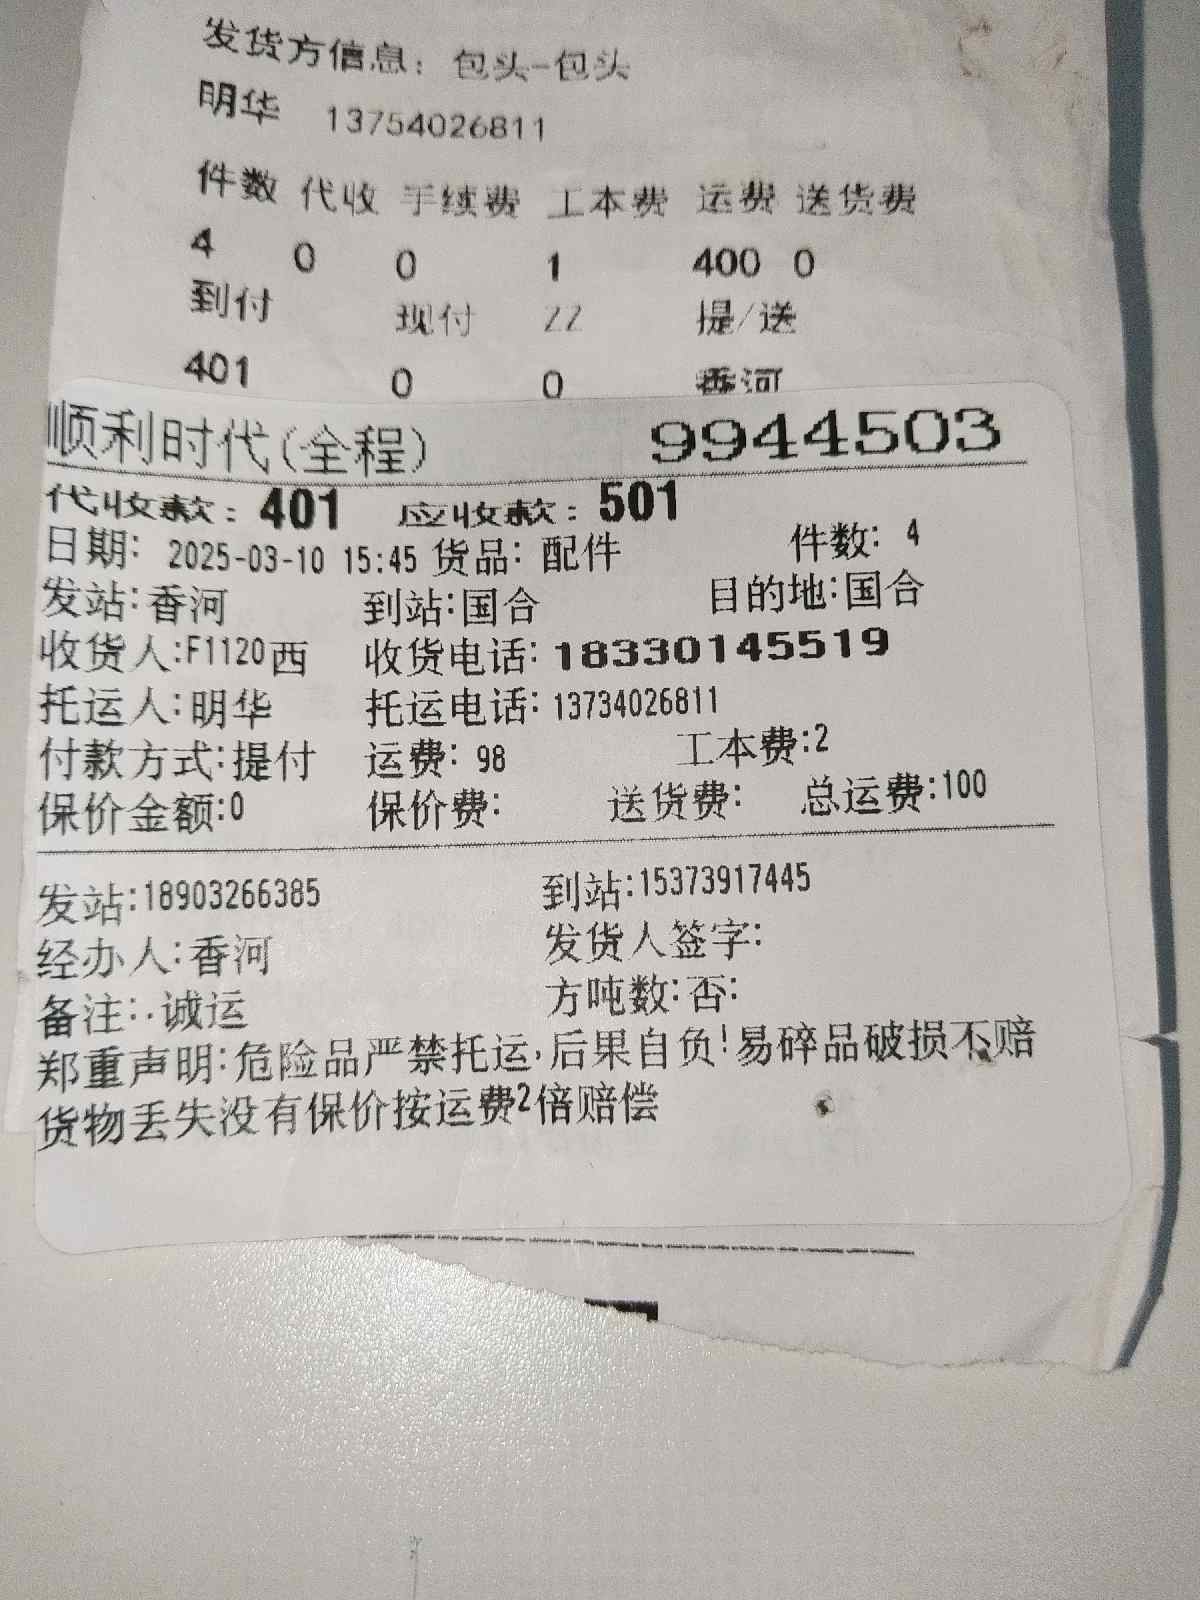 发货方信息: 包头-包头
明华 13754026811
件数 代收 手续费 工本费 运费 送货费
4 0 0 1 400 0
到付 现付 ZZ 提/送
401 0 0 香河
顺利时代(全程) 9944503
代收款: 401 应收款: 501
日期: 2025-03-10 15:45 货品: 配件 件数: 4
发站:香河 到站:国合 目的地:国合
收货人:F1120西 收货电话: 18330145519
托运人:明华 托运电话: 13734026811
付款方式:提付 运费: 98 工本费:2
保价金额:0 保价费: 送货费: 总运费:100
发站:18903266385 到站:15373917445
经办人:香河 发货人签字:
备注:.诚运 方吨数:否:
郑重声明:危险品严禁托运,后果自负!易碎品破损不赔
货物丢失没有保价按运费2倍赔偿